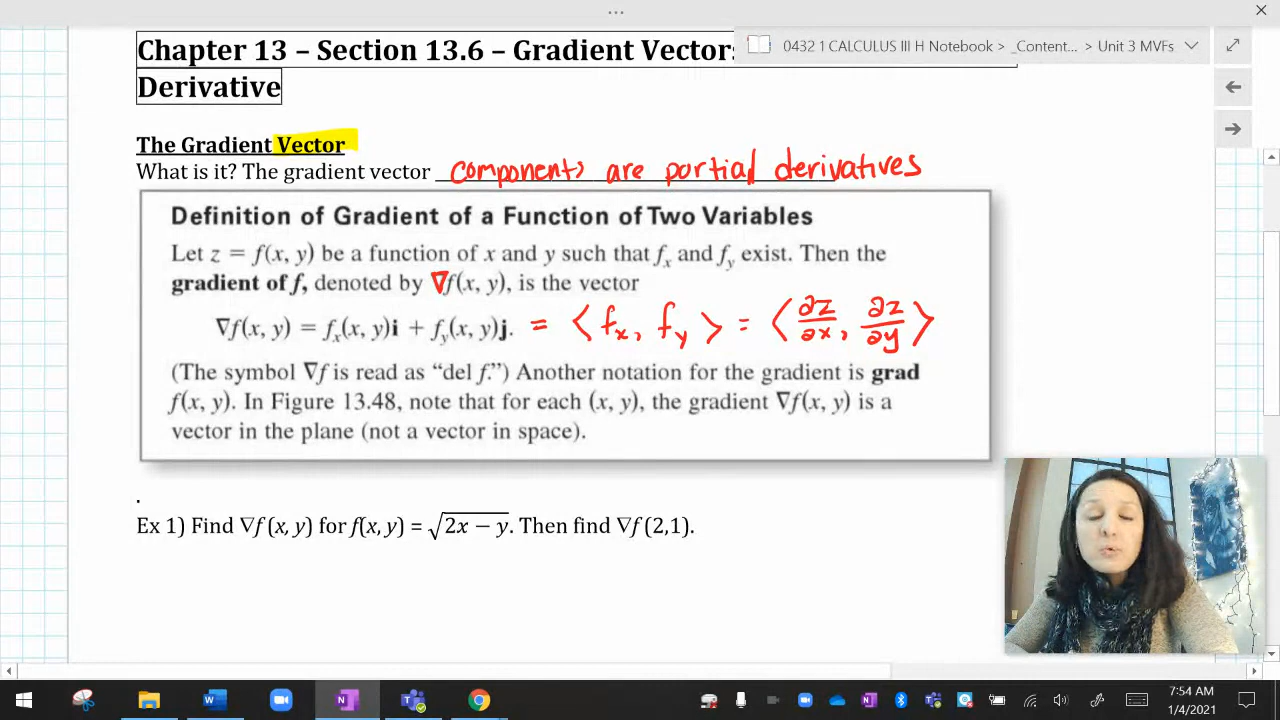 Chapter 13 – Section 13.6 – Gradient Vectors
Derivative
0432 1 CALCULUS III H Notebook > _Content... > Unit 3 MVFs
The Gradient Vector
What is it? The gradient vector components are partial derivatives
Definition of Gradient of a Function of Two Variables
Let z = f(x, y) be a function of x and y such that fₓ and f_y exist. Then the
gradient of f, denoted by ∇f(x, y), is the vector
∇f(x, y) = fₓ(x, y)i + f_y(x, y)j. = ⟨fₓ, f_y⟩ = ⟨∂z/∂x, ∂z/∂y⟩
(The symbol ∇f is read as “del f.”) Another notation for the gradient is grad
f(x, y). In Figure 13.48, note that for each (x, y), the gradient ∇f(x, y) is a
vector in the plane (not a vector in space).
.
Ex 1) Find ∇f (x, y) for f(x, y) = √(2x − y). Then find ∇f (2,1).
7:54 AM
1/4/2021